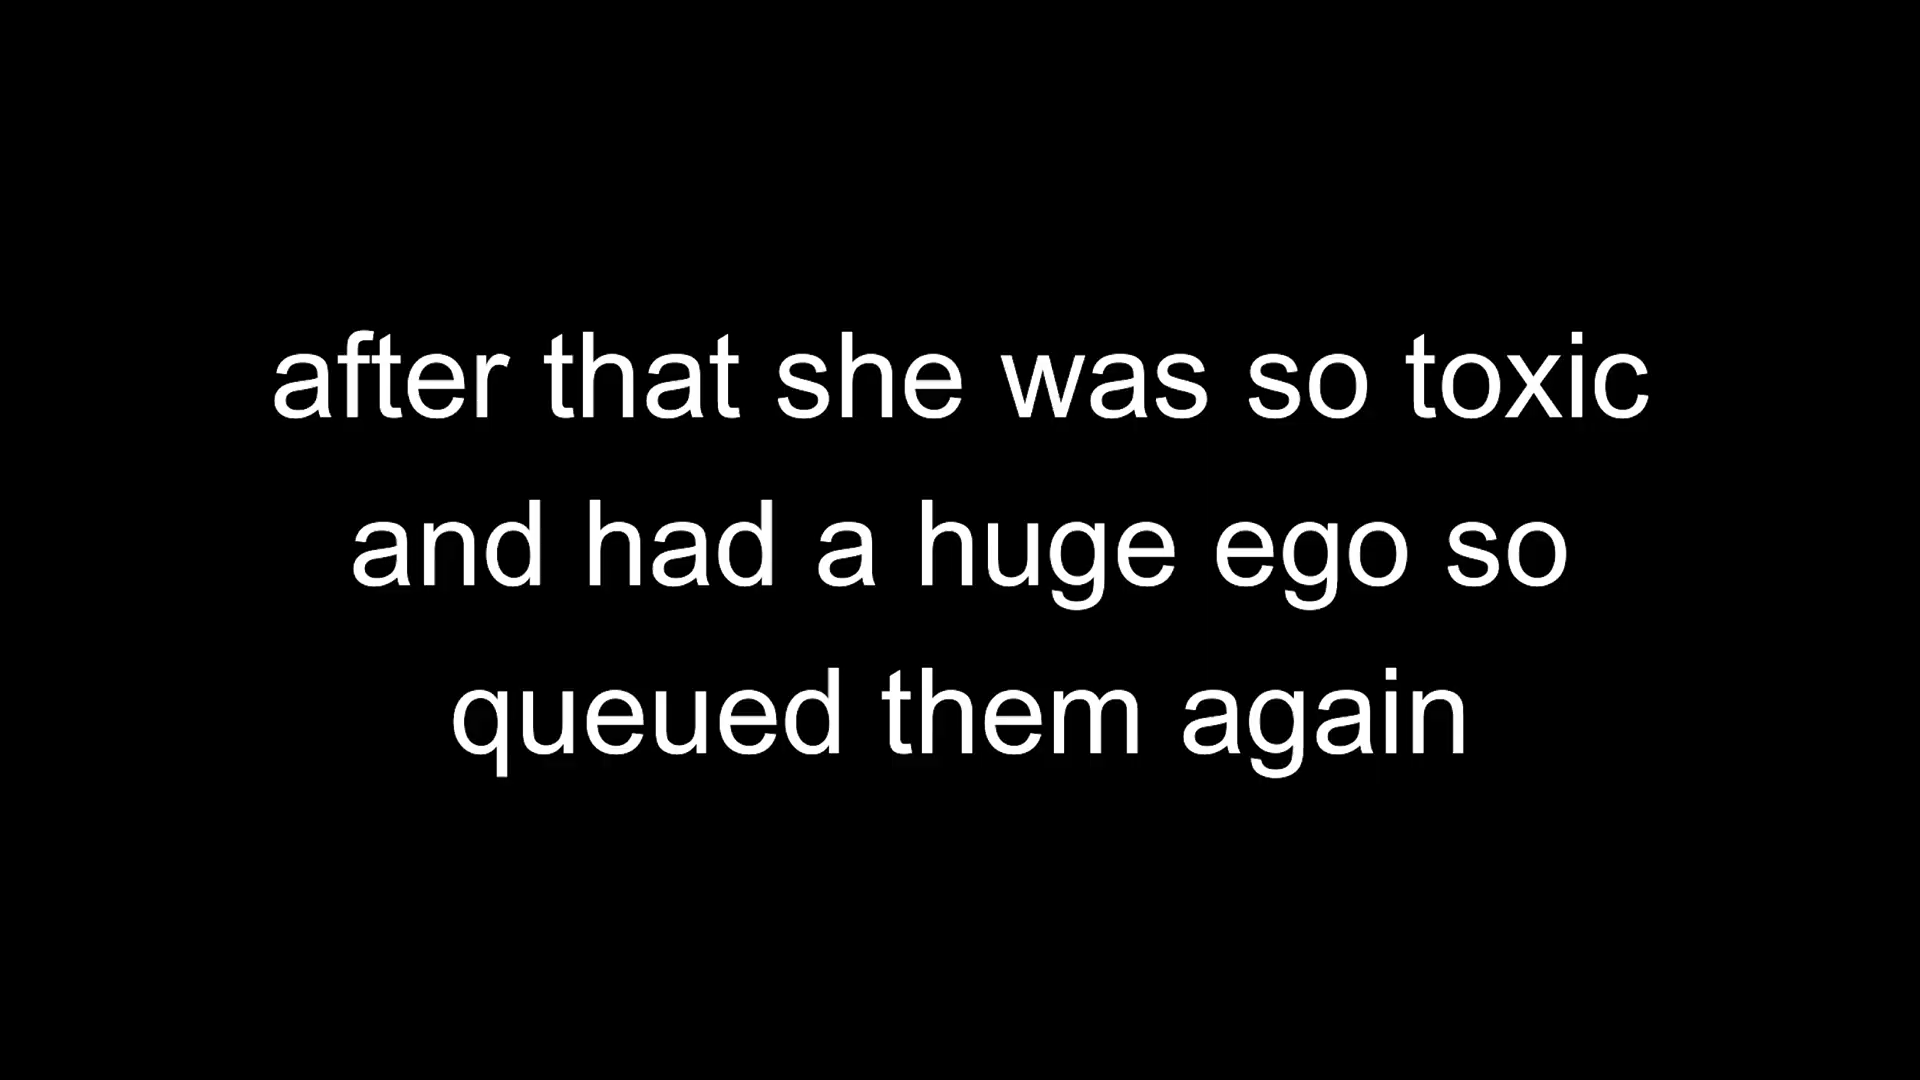 after that she was so toxic
and had a huge ego so
queued them again